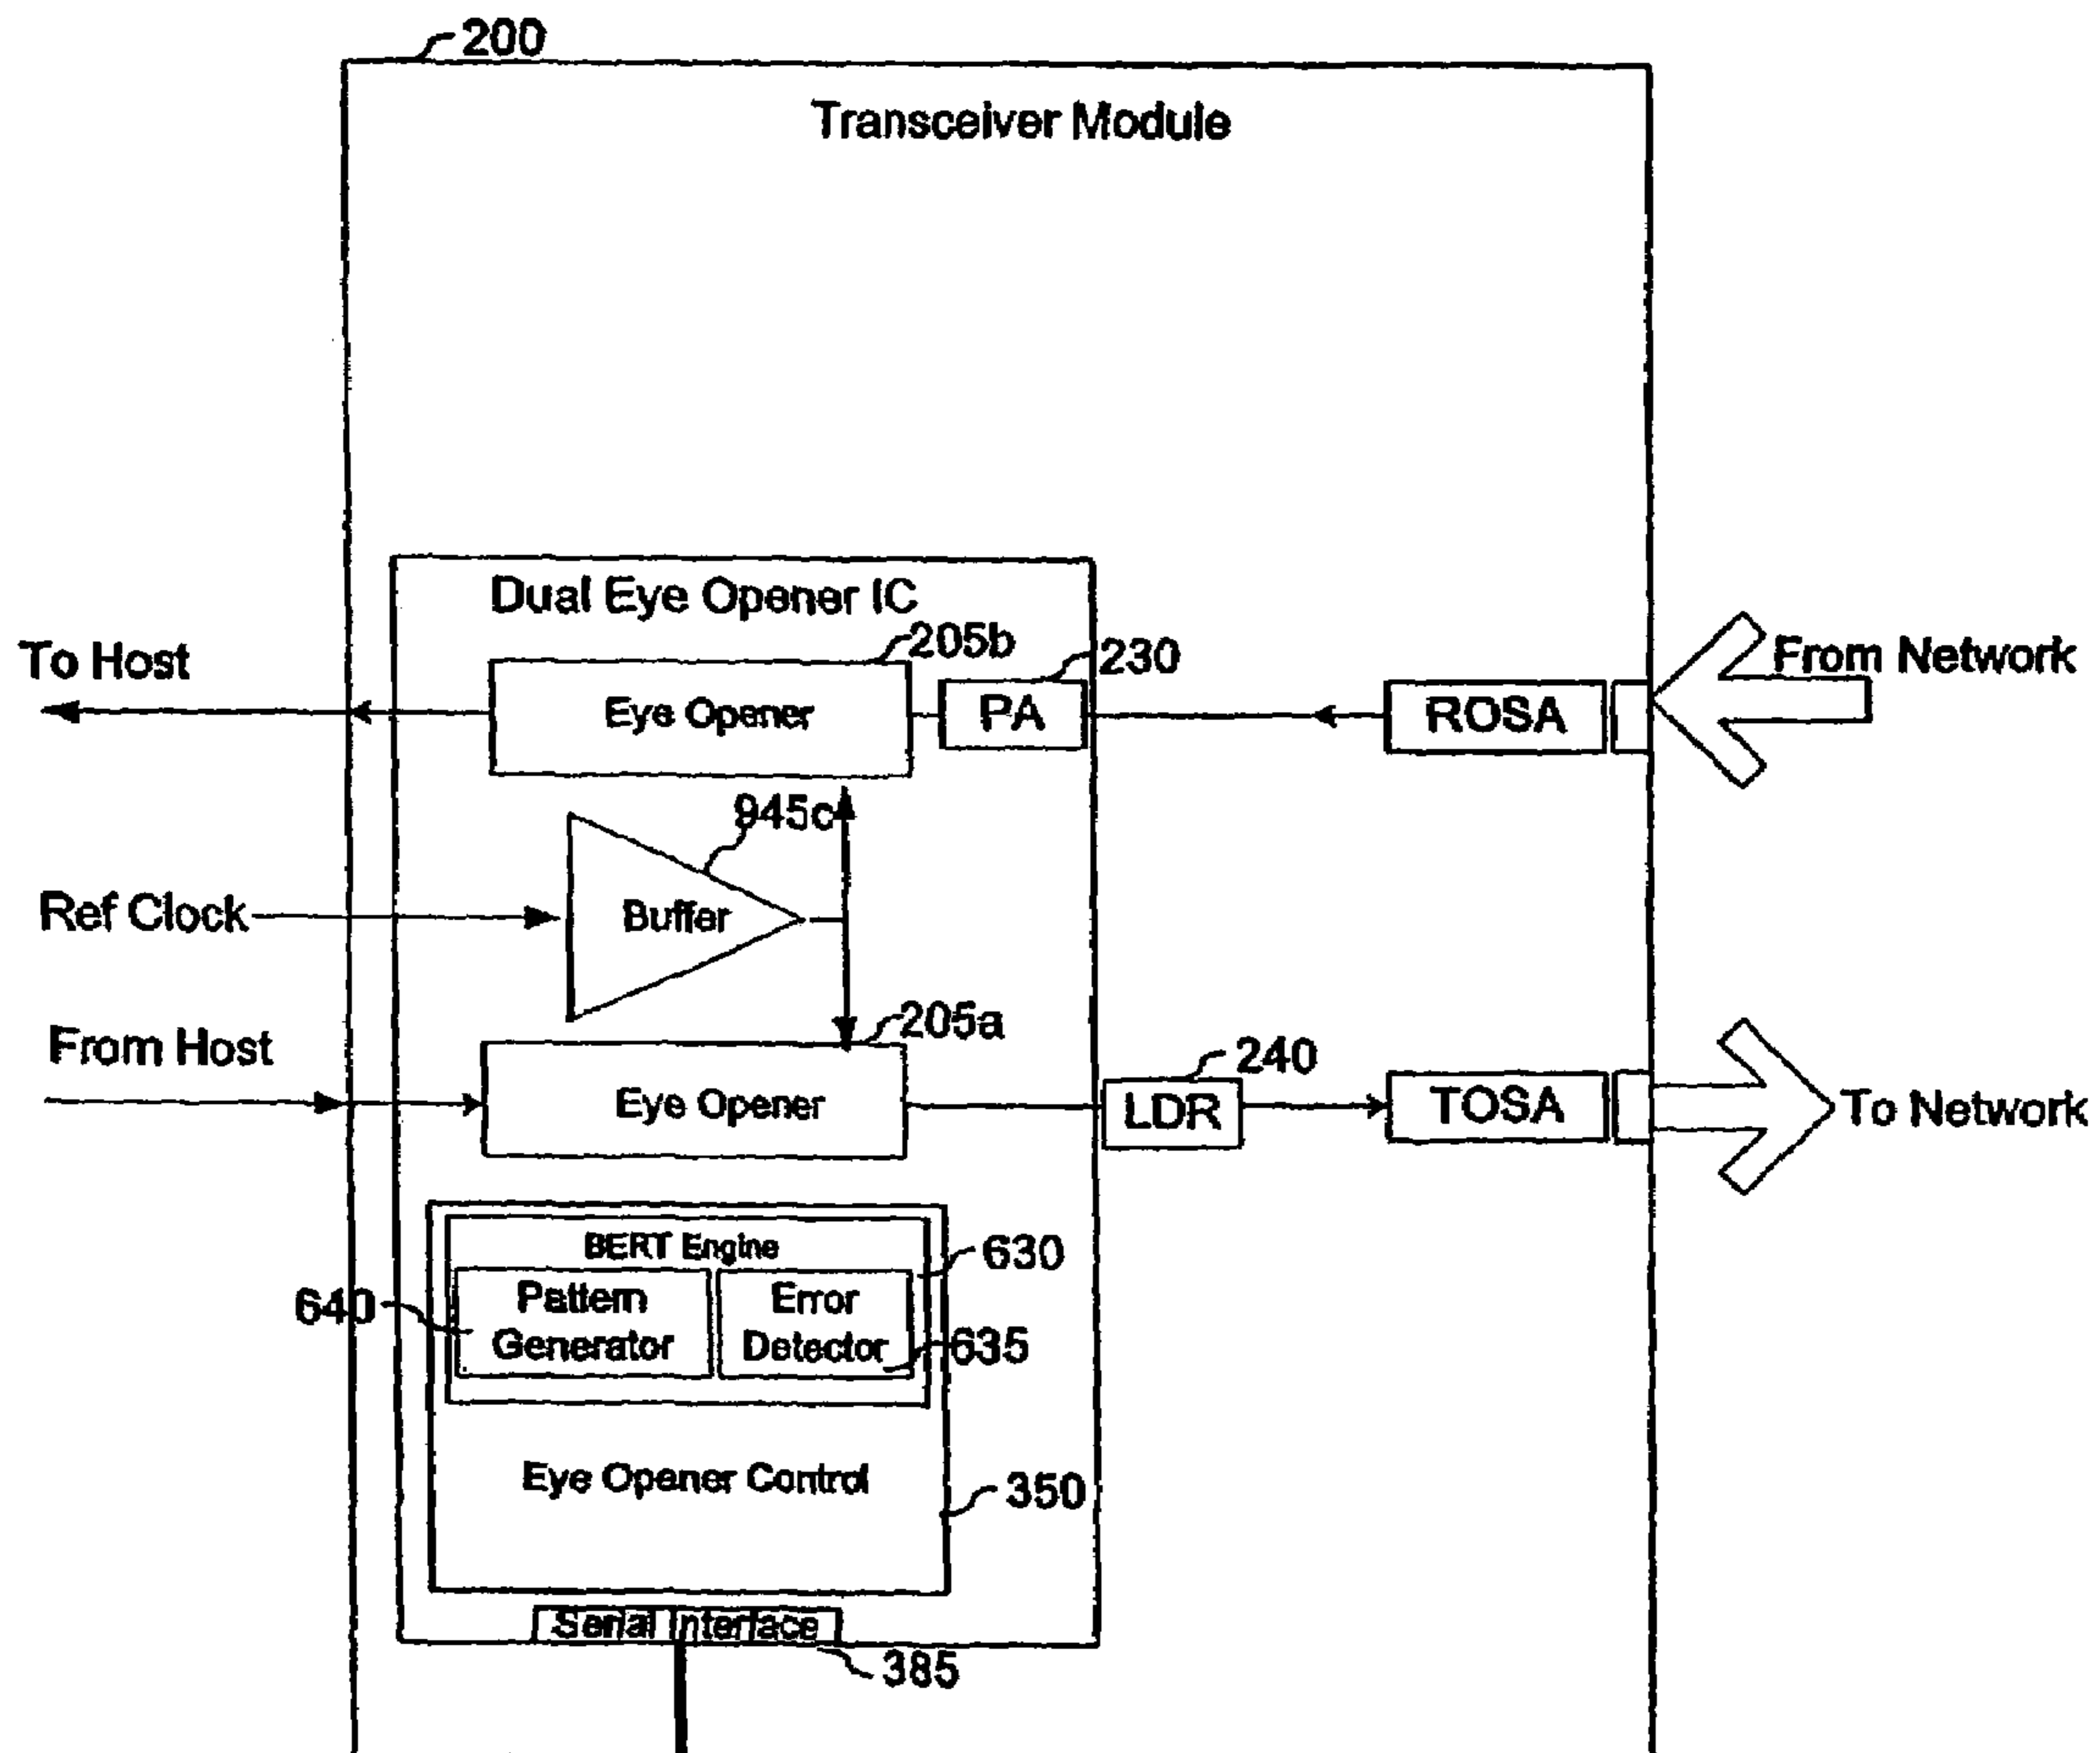 200
Transceiver Module
Dual Eye Opener IC
205b
230
To Host
From Network
Eye Opener
PA
ROSA
945c
Ref Clock
Buffer
205a
From Host
240
Eye Opener
LDR
TOSA
To Network
BERT Engine
630
640
Pattern
Generator
Error
Detector
635
Eye Opener Control
350
Serial Interface
385